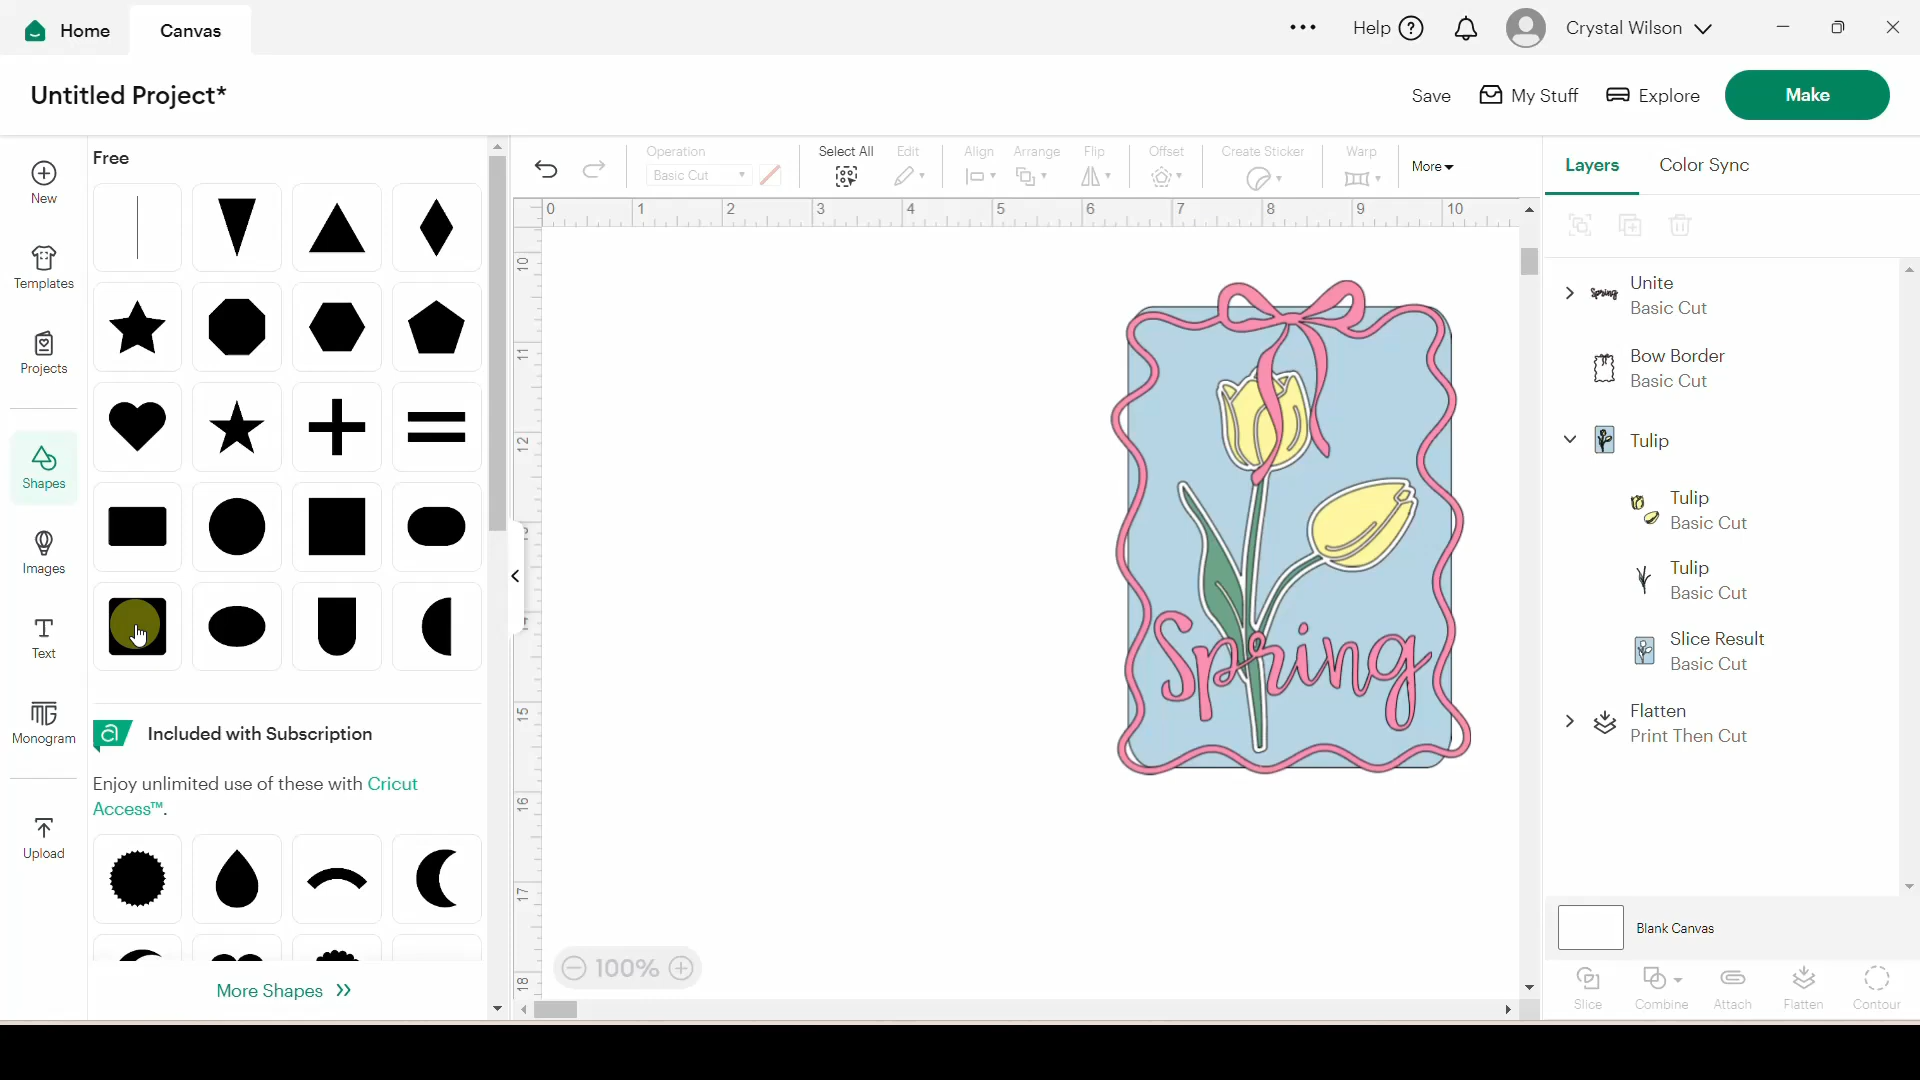 Home
Canvas
Help
Crystal Wilson
Untitled Project*
Save
My Stuff
Explore
Make
New
Templates
Projects
Shapes
Images
Text
Monogram
Upload
Free
Included with Subscription
Enjoy unlimited use of these with Cricut
Access™.
More Shapes
Operation
Basic Cut
Select All
Edit
Align
Arrange
Flip
Offset
Create Sticker
Warp
More
0 1 2 3 4 5 6 7 8 9 10
10
11
12
15
16
17
18
Spring
100%
Layers
Color Sync
Spring
Unite
Basic Cut
Bow Border
Basic Cut
Tulip
Tulip
Basic Cut
Tulip
Basic Cut
Slice Result
Basic Cut
Flatten
Print Then Cut
Blank Canvas
Slice
Combine
Attach
Flatten
Contour